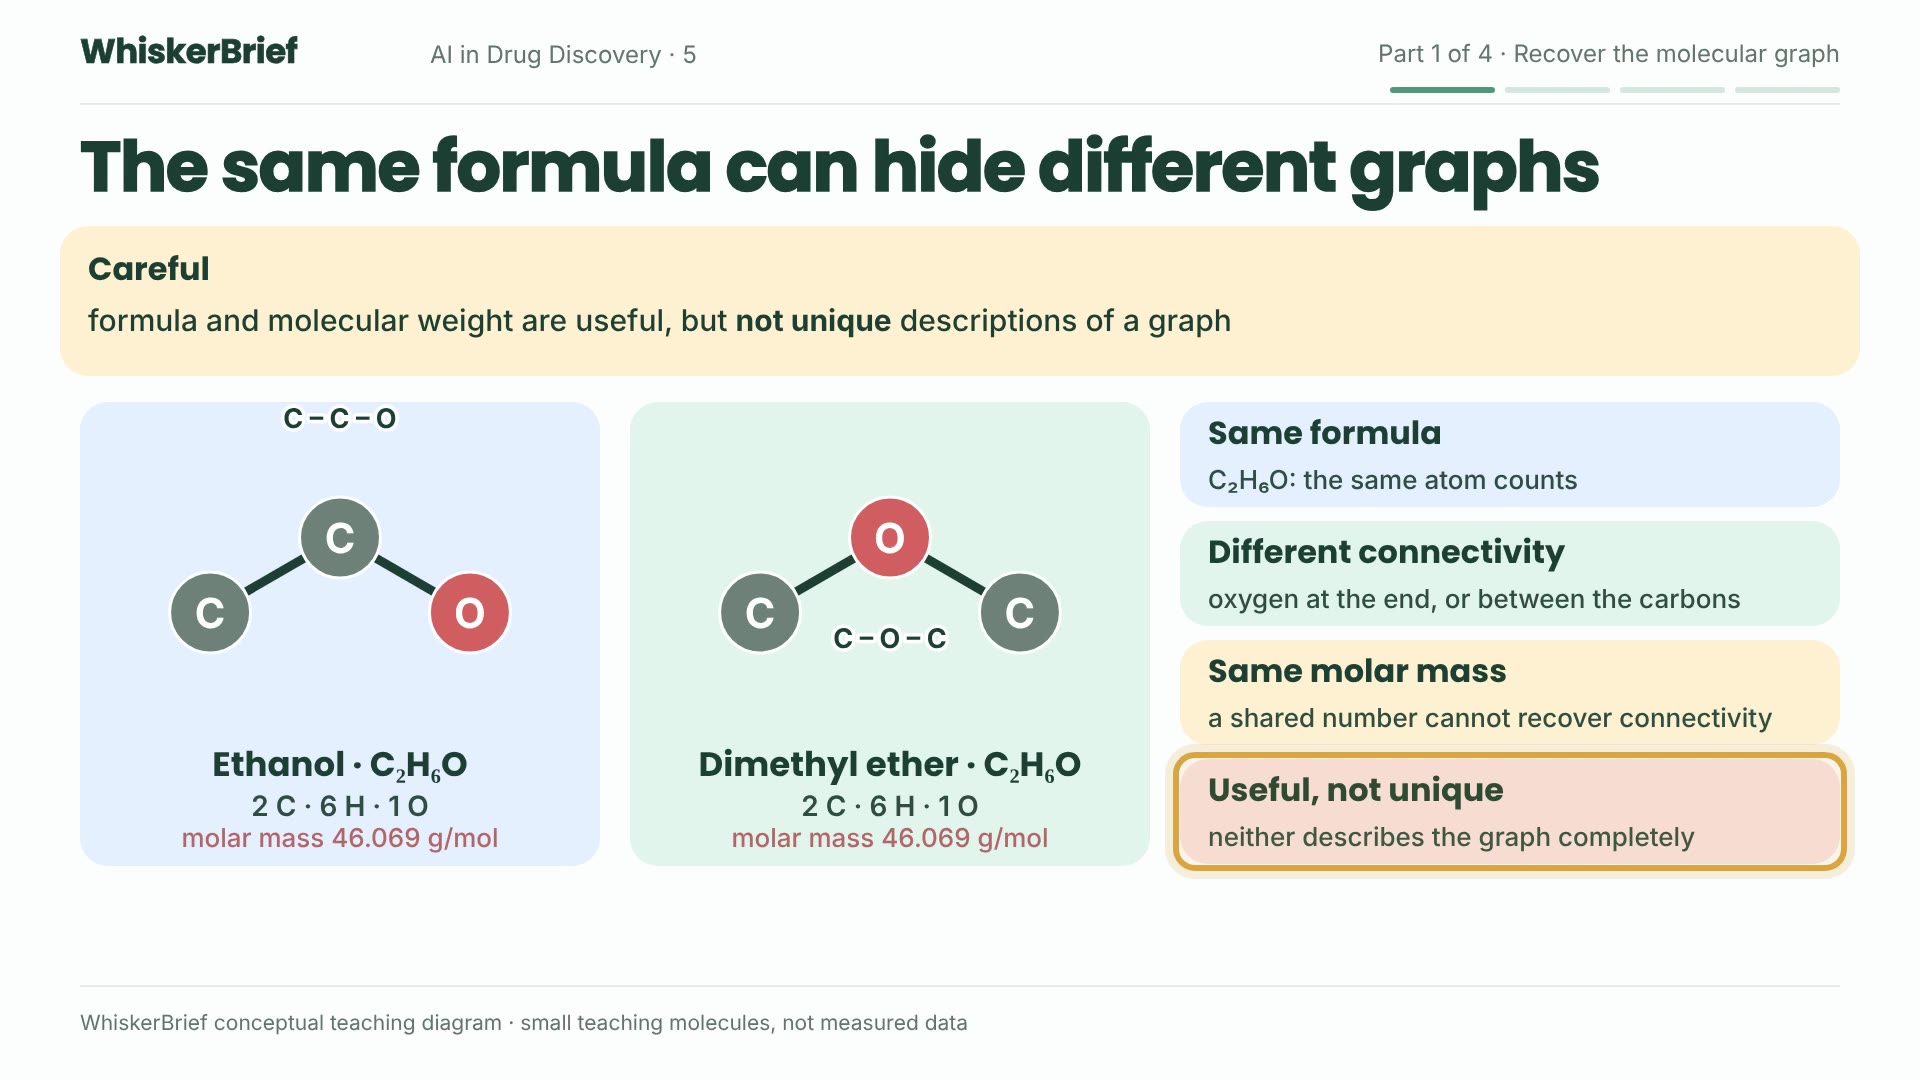 WhiskerBrief
AI in Drug Discovery · 5
Part 1 of 4 · Recover the molecular graph
The same formula can hide different graphs
Careful
formula and molecular weight are useful, but not unique descriptions of a graph
C – C – O
C
C
O
Ethanol · C₂H₆O
2 C · 6 H · 1 O
molar mass 46.069 g/mol
O
C
C
C – O – C
Dimethyl ether · C₂H₆O
2 C · 6 H · 1 O
molar mass 46.069 g/mol
Same formula
C₂H₆O: the same atom counts
Different connectivity
oxygen at the end, or between the carbons
Same molar mass
a shared number cannot recover connectivity
Useful, not unique
neither describes the graph completely
WhiskerBrief conceptual teaching diagram · small teaching molecules, not measured data